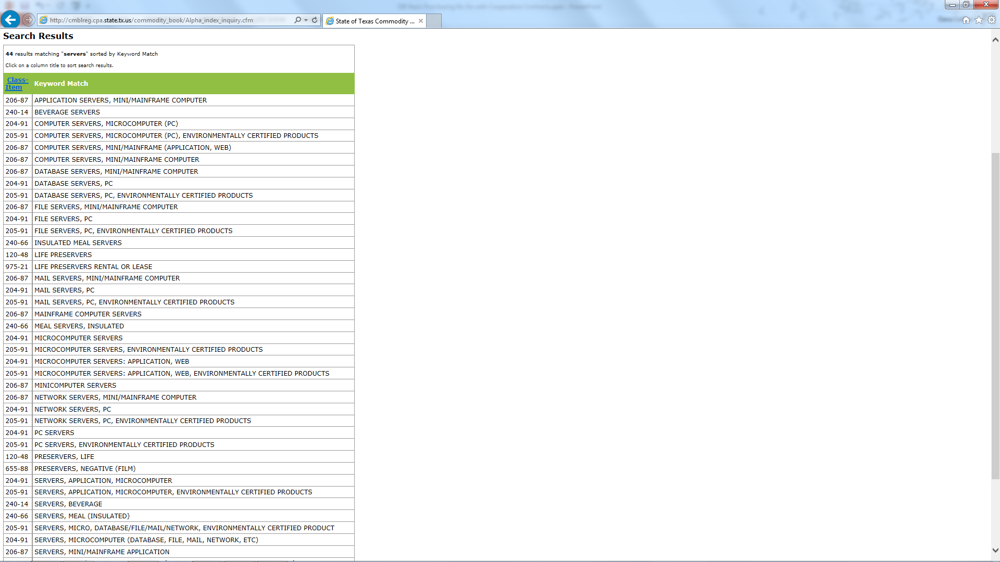 http://cmblreg.cpa.state.tx.us/commodity_book/Alpha_index_inquiry.cfm
State of Texas Commodity ...
Search Results
44 results matching "servers" sorted by Keyword Match
Click on a column title to sort search results.
Class-Item Keyword Match
206-87 APPLICATION SERVERS, MINI/MAINFRAME COMPUTER
240-14 BEVERAGE SERVERS
204-91 COMPUTER SERVERS, MICROCOMPUTER (PC)
205-91 COMPUTER SERVERS, MICROCOMPUTER (PC), ENVIRONMENTALLY CERTIFIED PRODUCTS
206-87 COMPUTER SERVERS, MINI/MAINFRAME (APPLICATION, WEB)
206-87 COMPUTER SERVERS, MINI/MAINFRAME COMPUTER
206-87 DATABASE SERVERS, MINI/MAINFRAME COMPUTER
204-91 DATABASE SERVERS, PC
205-91 DATABASE SERVERS, PC, ENVIRONMENTALLY CERTIFIED PRODUCTS
206-87 FILE SERVERS, MINI/MAINFRAME COMPUTER
204-91 FILE SERVERS, PC
205-91 FILE SERVERS, PC, ENVIRONMENTALLY CERTIFIED PRODUCTS
240-66 INSULATED MEAL SERVERS
120-48 LIFE PRESERVERS
975-21 LIFE PRESERVERS RENTAL OR LEASE
206-87 MAIL SERVERS, MINI/MAINFRAME COMPUTER
204-91 MAIL SERVERS, PC
205-91 MAIL SERVERS, PC, ENVIRONMENTALLY CERTIFIED PRODUCTS
206-87 MAINFRAME COMPUTER SERVERS
240-66 MEAL SERVERS, INSULATED
204-91 MICROCOMPUTER SERVERS
205-91 MICROCOMPUTER SERVERS, ENVIRONMENTALLY CERTIFIED PRODUCTS
204-91 MICROCOMPUTER SERVERS: APPLICATION, WEB
205-91 MICROCOMPUTER SERVERS: APPLICATION, WEB, ENVIRONMENTALLY CERTIFIED PRODUCTS
206-87 MINICOMPUTER SERVERS
206-87 NETWORK SERVERS, MINI/MAINFRAME COMPUTER
204-91 NETWORK SERVERS, PC
205-91 NETWORK SERVERS, PC, ENVIRONMENTALLY CERTIFIED PRODUCTS
204-91 PC SERVERS
205-91 PC SERVERS, ENVIRONMENTALLY CERTIFIED PRODUCTS
120-48 PRESERVERS, LIFE
655-88 PRESERVERS, NEGATIVE (FILM)
204-91 SERVERS, APPLICATION, MICROCOMPUTER
205-91 SERVERS, APPLICATION, MICROCOMPUTER, ENVIRONMENTALLY CERTIFIED PRODUCTS
240-14 SERVERS, BEVERAGE
240-66 SERVERS, MEAL (INSULATED)
205-91 SERVERS, MICRO, DATABASE/FILE/MAIL/NETWORK, ENVIRONMENTALLY CERTIFIED PRODUCT
204-91 SERVERS, MICROCOMPUTER (DATABASE, FILE, MAIL, NETWORK, ETC)
206-87 SERVERS, MINI/MAINFRAME APPLICATION